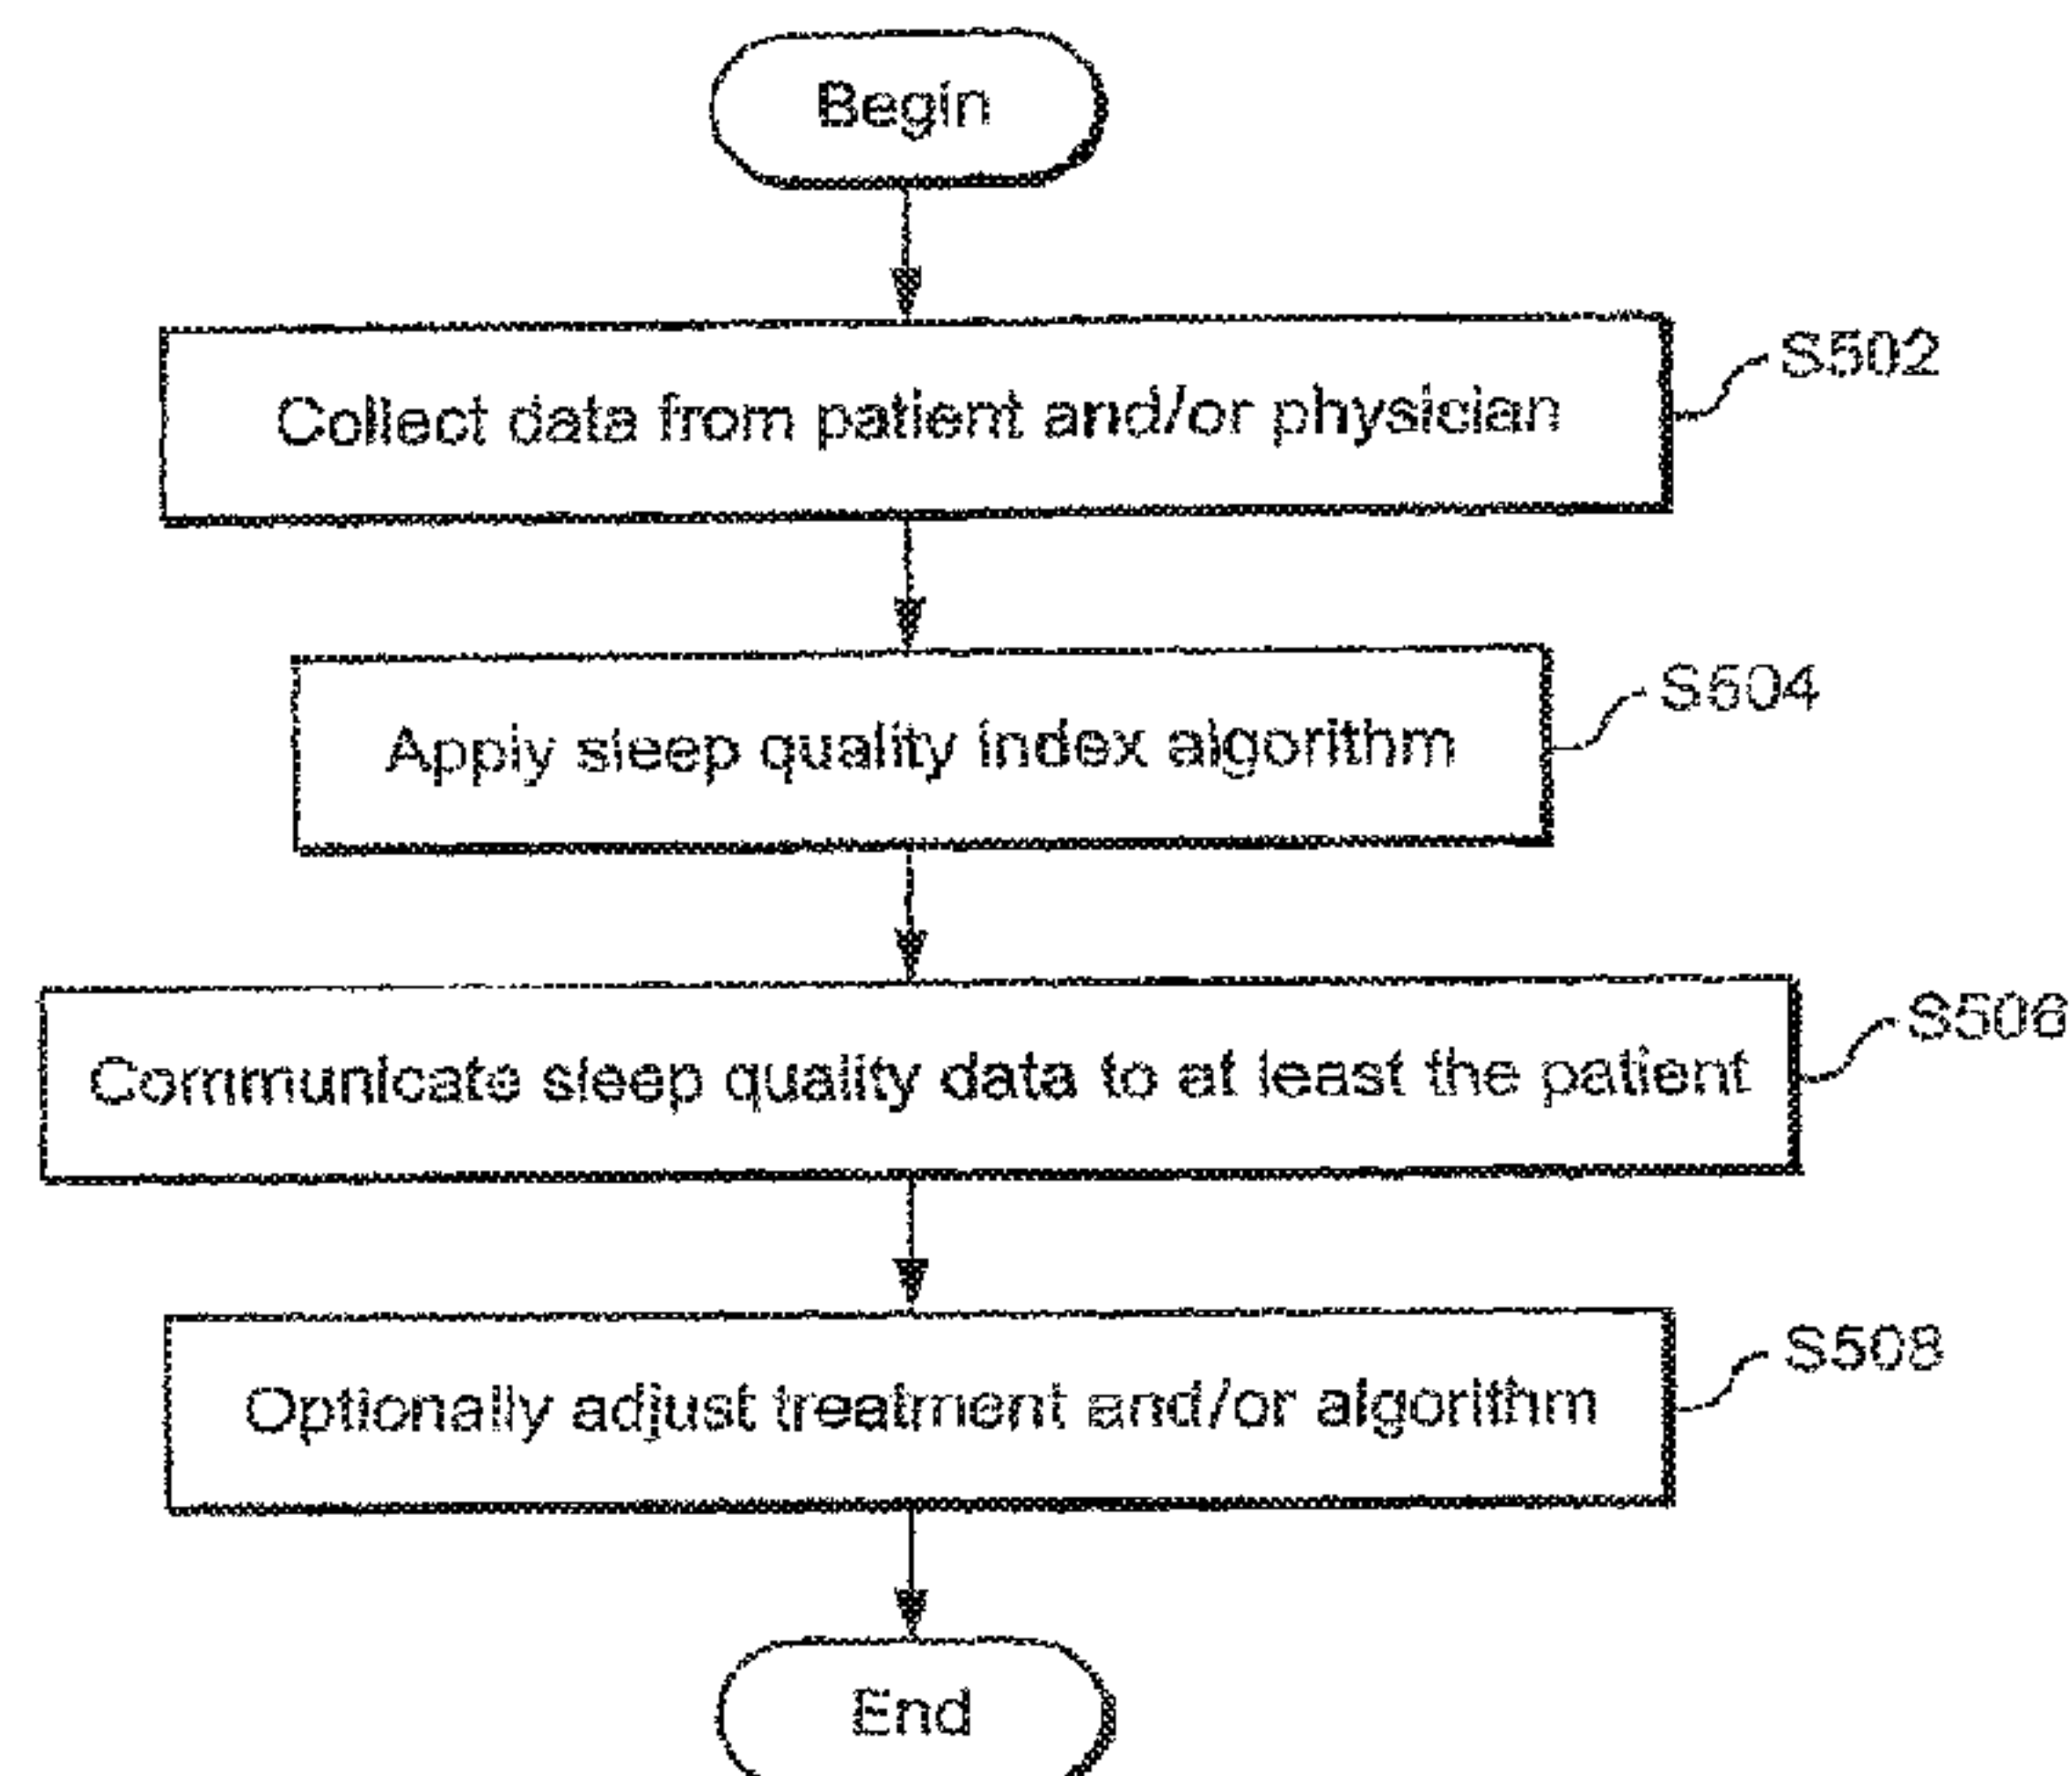 Begin
Collect data from patient and/or physician
S502
Apply sleep quality index algorithm
S504
Communicate sleep quality data to at least the patient
S506
Optionally adjust treatment and/or algorithm
S508
End